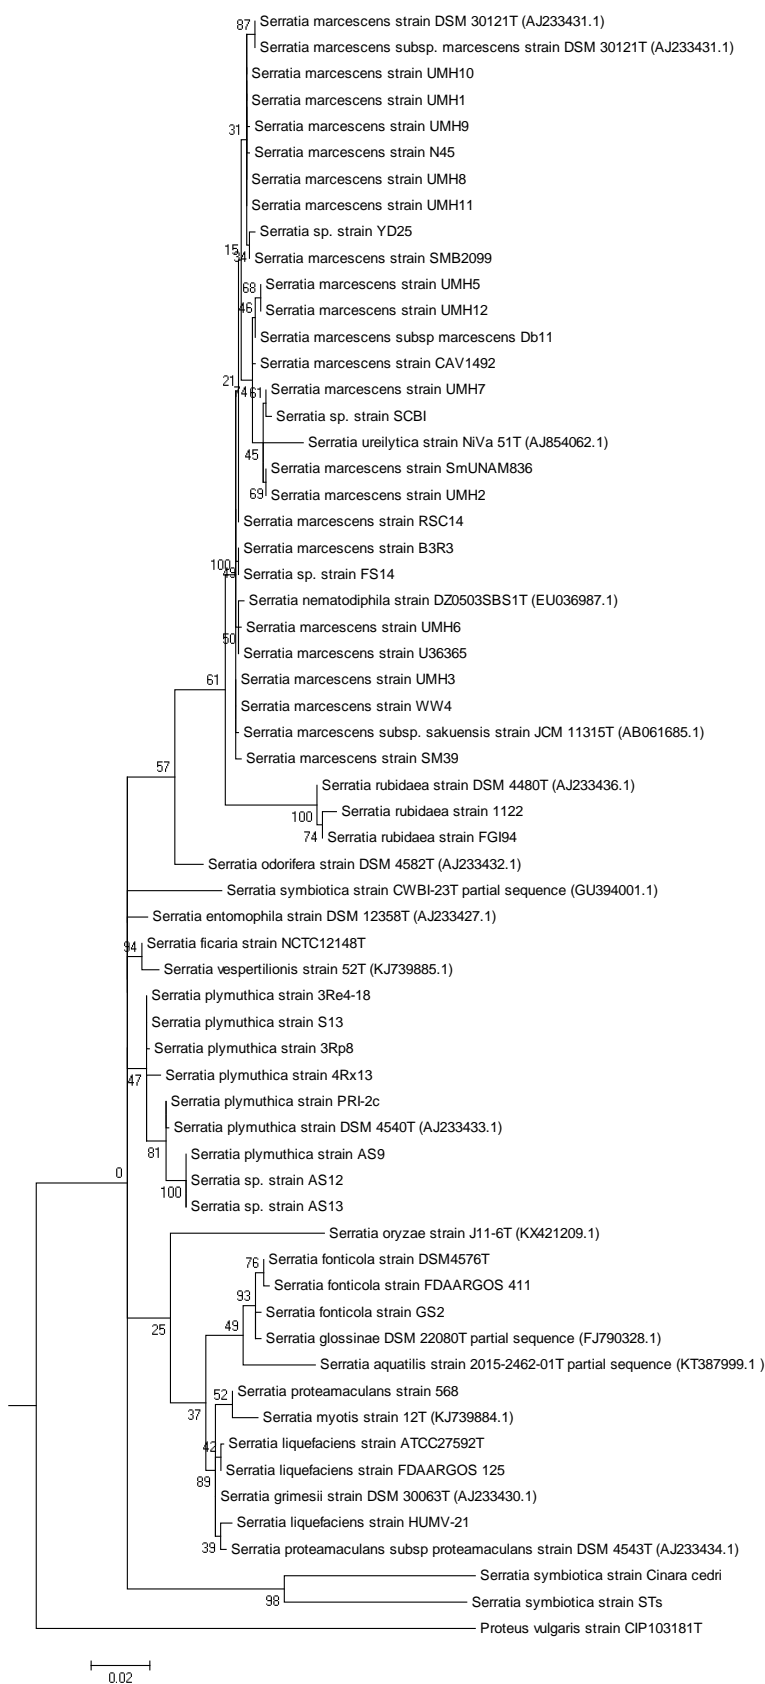 87
Serratia marcescens strain DSM 30121T (AJ233431.1)
Serratia marcescens subsp. marcescens strain DSM 30121T (AJ233431.1)
Serratia marcescens strain UMH10
Serratia marcescens strain UMH1
31
Serratia marcescens strain UMH9
Serratia marcescens strain N45
Serratia marcescens strain UMH8
Serratia marcescens strain UMH11
Serratia sp. strain YD25
15
34
Serratia marcescens strain SMB2099
68
Serratia marcescens strain UMH5
46
Serratia marcescens strain UMH12
Serratia marcescens subsp marcescens Db11
Serratia marcescens strain CAV1492
21
74
61
Serratia marcescens strain UMH7
Serratia sp. strain SCBI
Serratia ureilytica strain NiVa 51T (AJ854062.1)
45
Serratia marcescens strain SmUNAM836
69
Serratia marcescens strain UMH2
Serratia marcescens strain RSC14
Serratia marcescens strain B3R3
100
49
Serratia sp. strain FS14
Serratia nematodiphila strain DZ0503SBS1T (EU036987.1)
Serratia marcescens strain UMH6
50
Serratia marcescens strain U36365
61
Serratia marcescens strain UMH3
Serratia marcescens strain WW4
Serratia marcescens subsp. sakuensis strain JCM 11315T (AB061685.1)
Serratia marcescens strain SM39
57
Serratia rubidaea strain DSM 4480T (AJ233436.1)
Serratia rubidaea strain 1122
100
74
Serratia rubidaea strain FGI94
Serratia odorifera strain DSM 4582T (AJ233432.1)
Serratia symbiotica strain CWBI-23T partial sequence (GU394001.1)
Serratia entomophila strain DSM 12358T (AJ233427.1)
94
Serratia ficaria strain NCTC12148T
Serratia vespertilionis strain 52T (KJ739885.1)
Serratia plymuthica strain 3Re4-18
Serratia plymuthica strain S13
Serratia plymuthica strain 3Rp8
47
Serratia plymuthica strain 4Rx13
Serratia plymuthica strain PRI-2c
Serratia plymuthica strain DSM 4540T (AJ233433.1)
81
Serratia plymuthica strain AS9
0
Serratia sp. strain AS12
100
Serratia sp. strain AS13
Serratia oryzae strain J11-6T (KX421209.1)
76
Serratia fonticola strain DSM4576T
Serratia fonticola strain FDAARGOS 411
93
Serratia fonticola strain GS2
25
49
Serratia glossinae DSM 22080T partial sequence (FJ790328.1)
Serratia aquatilis strain 2015-2462-01T partial sequence (KT387999.1 )
52
Serratia proteamaculans strain 568
37
Serratia myotis strain 12T (KJ739884.1)
42
Serratia liquefaciens strain ATCC27592T
Serratia liquefaciens strain FDAARGOS 125
89
Serratia grimesii strain DSM 30063T (AJ233430.1)
Serratia liquefaciens strain HUMV-21
39
Serratia proteamaculans subsp proteamaculans strain DSM 4543T (AJ233434.1)
Serratia symbiotica strain Cinara cedri
98
Serratia symbiotica strain STs
Proteus vulgaris strain CIP103181T
0.02